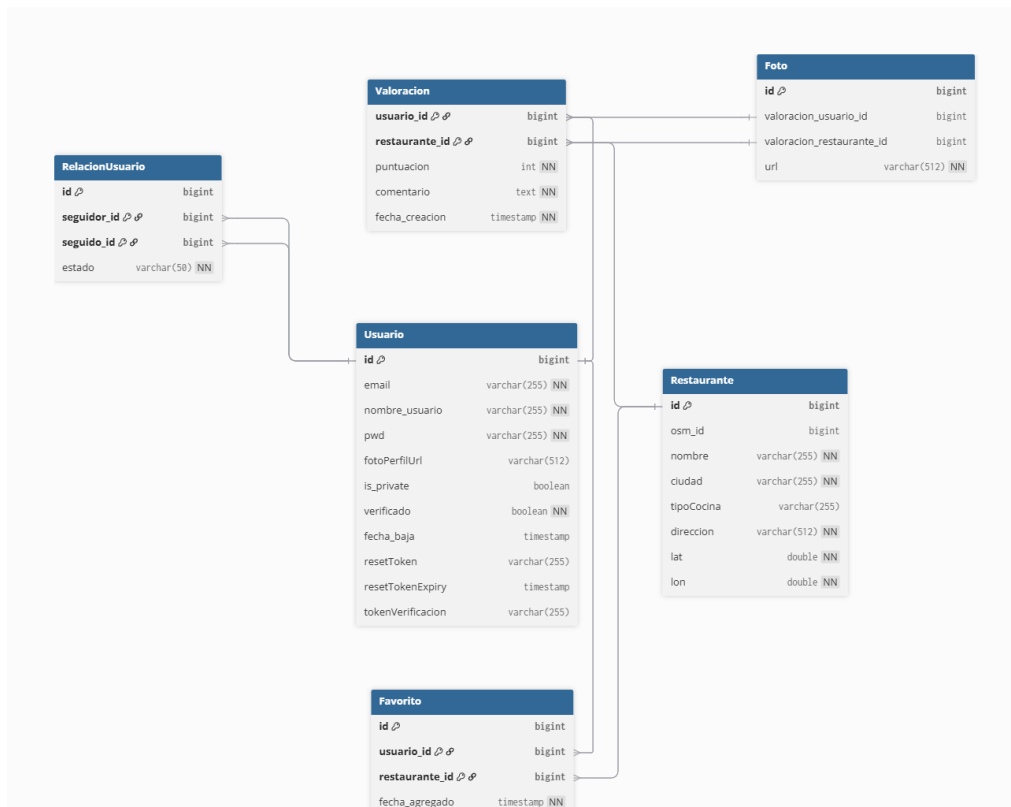 Foto
id bigint
valoracion_usuario_id bigint
valoracion_restaurante_id bigint
url varchar(512) NN
Valoracion
usuario_id bigint
restaurante_id bigint
puntuacion int NN
comentario text NN
fecha_creacion timestamp NN
RelacionUsuario
id bigint
seguidor_id bigint
seguido_id bigint
estado varchar(50) NN
Usuario
id bigint
email varchar(255) NN
nombre_usuario varchar(255) NN
pwd varchar(255) NN
fotoPerfilUrl varchar(512)
is_private boolean
verificado boolean NN
fecha_baja timestamp
resetToken varchar(255)
resetTokenExpiry timestamp
tokenVerificacion varchar(255)
Restaurante
id bigint
osm_id bigint
nombre varchar(255) NN
ciudad varchar(255) NN
tipoCocina varchar(255)
direccion varchar(512) NN
lat double NN
lon double NN
Favorito
id bigint
usuario_id bigint
restaurante_id bigint
fecha_agregado timestamp NN